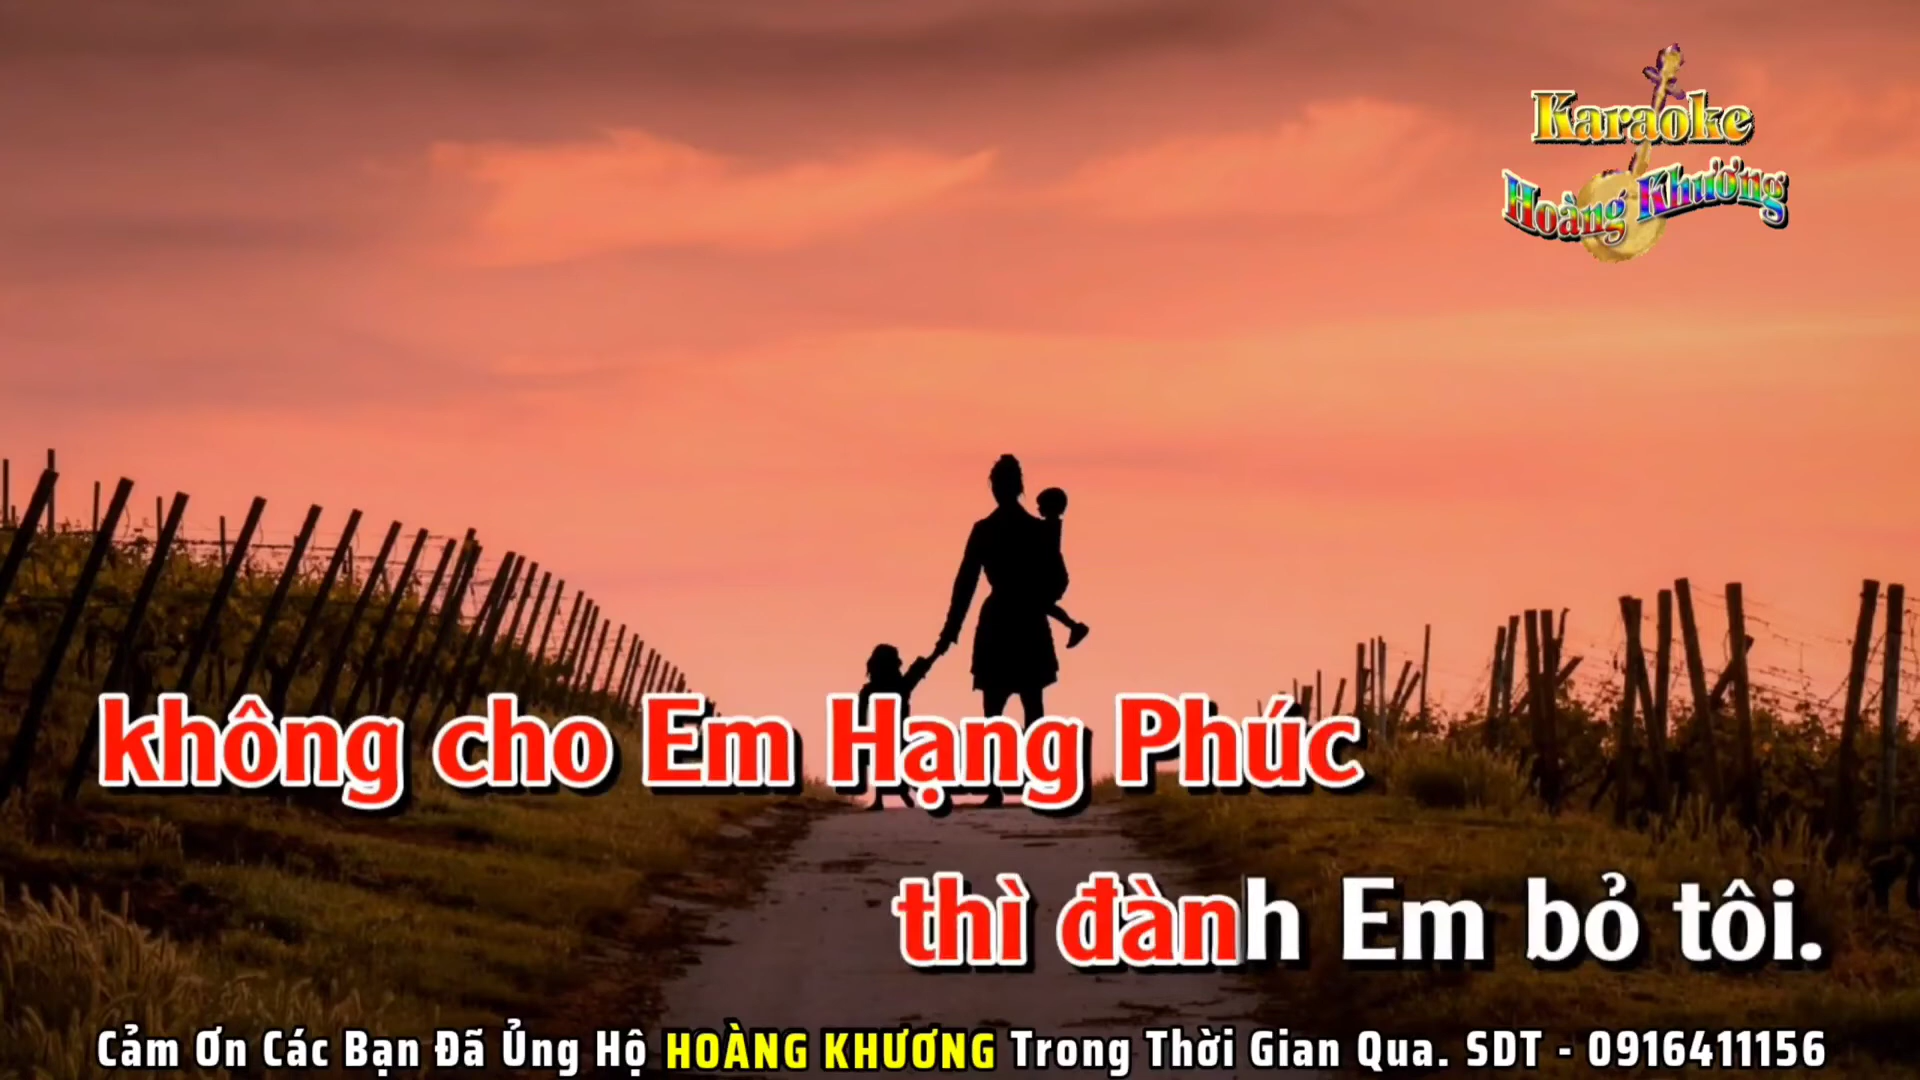 Karaoke
Hoàng Khương
không cho Em Hạng Phúc
thì đành Em bỏ tôi.
Cảm Ơn Các Bạn Đã Ủng Hộ HOÀNG KHƯƠNG Trong Thời Gian Qua. SDT - 0916411156